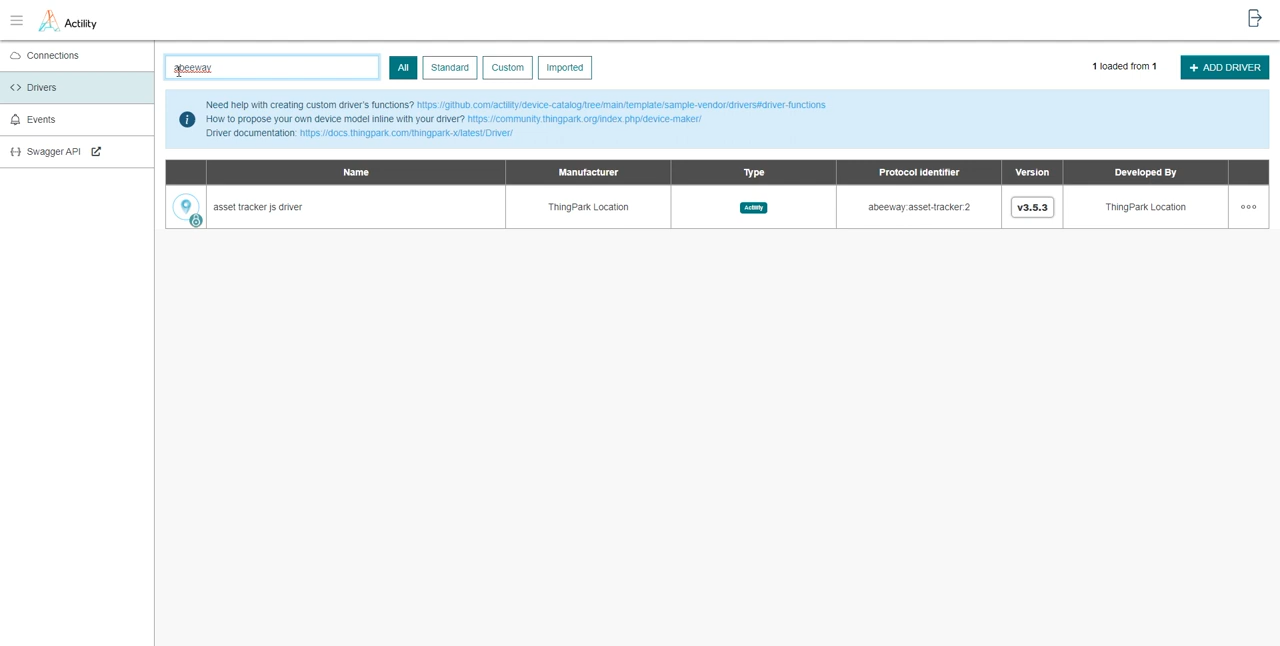 Actility
Connections
Drivers
Events
Swagger API
abeeway
All
Standard
Custom
Imported
1 loaded from 1
+ ADD DRIVER
Need help with creating custom driver's functions? https://github.com/actility/device-catalog/tree/main/template/sample-vendor/drivers#driver-functions
How to propose your own device model inline with your driver? https://community.thingpark.org/index.php/device-maker/
Driver documentation: https://docs.thingpark.com/thingpark-x/latest/Driver/
Name Manufacturer Type Protocol identifier Version Developed By
asset tracker js driver ThingPark Location Actility abeeway:asset-tracker:2 v3.5.3 ThingPark Location